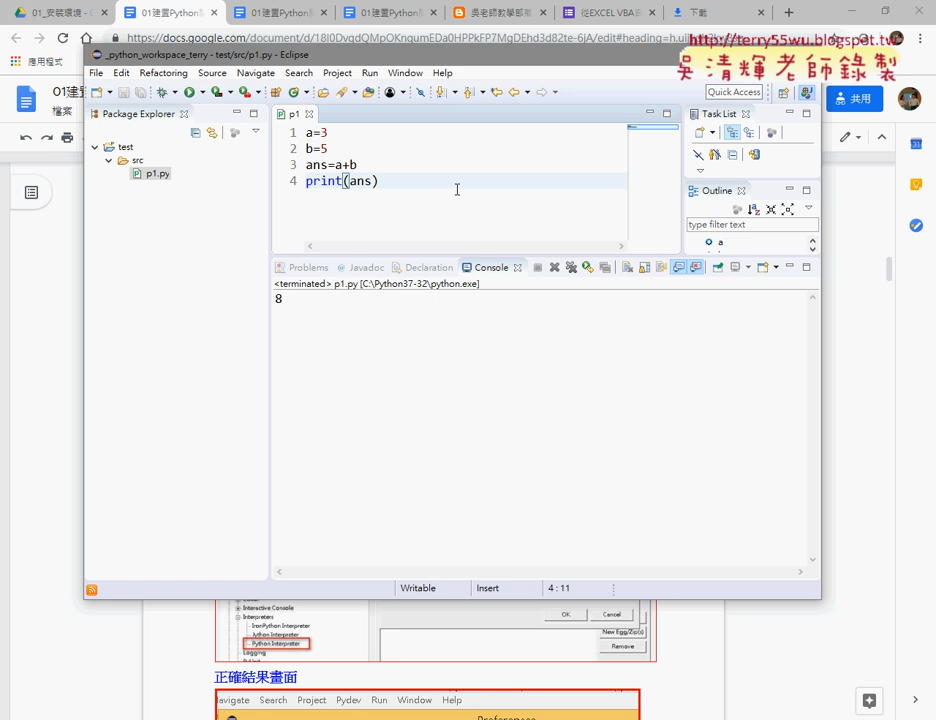 01_安裝環境 -
01建置Python
01建置Python
01建置Python
吳老師教學部
從EXCEL VBA
下載
https://docs.google.com/document/d/18l0DvgdQMpOKngumEDa0HPPkFP7MgDEhd3d82te-6jA/edit#heading=h.
http://terry55wu.blogspot.tw
吳清輝老師錄製
應用程式
01建
檔案
共用
_python_workspace_terry - test/src/p1.py - Eclipse
File Edit Refactoring Source Navigate Search Project Run Window Help
Quick Access
Package Explorer
test
src
p1.py
p1
1 a=3
2 b=5
3 ans=a+b
4 print(ans)
Task List
Outline
type filter text
a
Problems @ Javadoc Declaration Console
<terminated> p1.py [C:\Python37-32\python.exe]
8
Writable Insert 4 : 11
Interactive Console
Interpreters
IronPython Interpreter
Jython Interpreter
Python Interpreter
Logging
PyUnit
OK Cancel
New Egg/Zip(s)
Remove
正確結果畫面
avigate Search Project Pydev Run Window Help